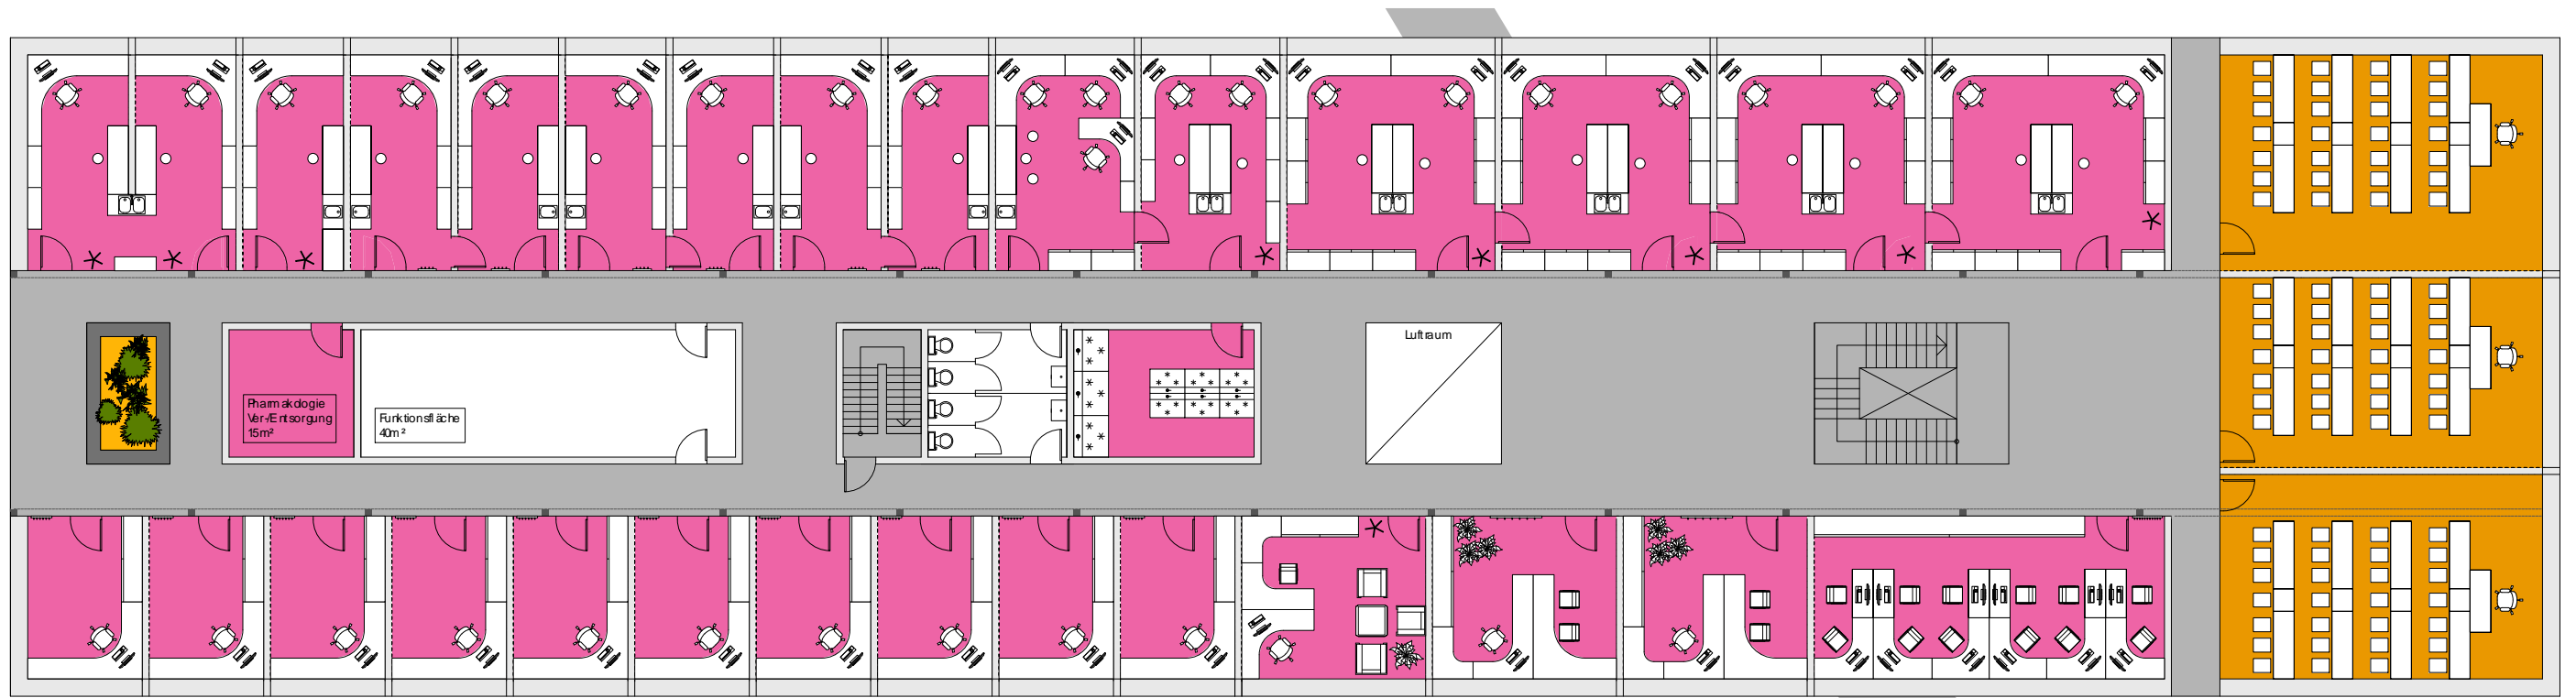 Luftraum
Pharmakologie
Ver-/Entsorgung
15m²
Funktionsfläche
40m²